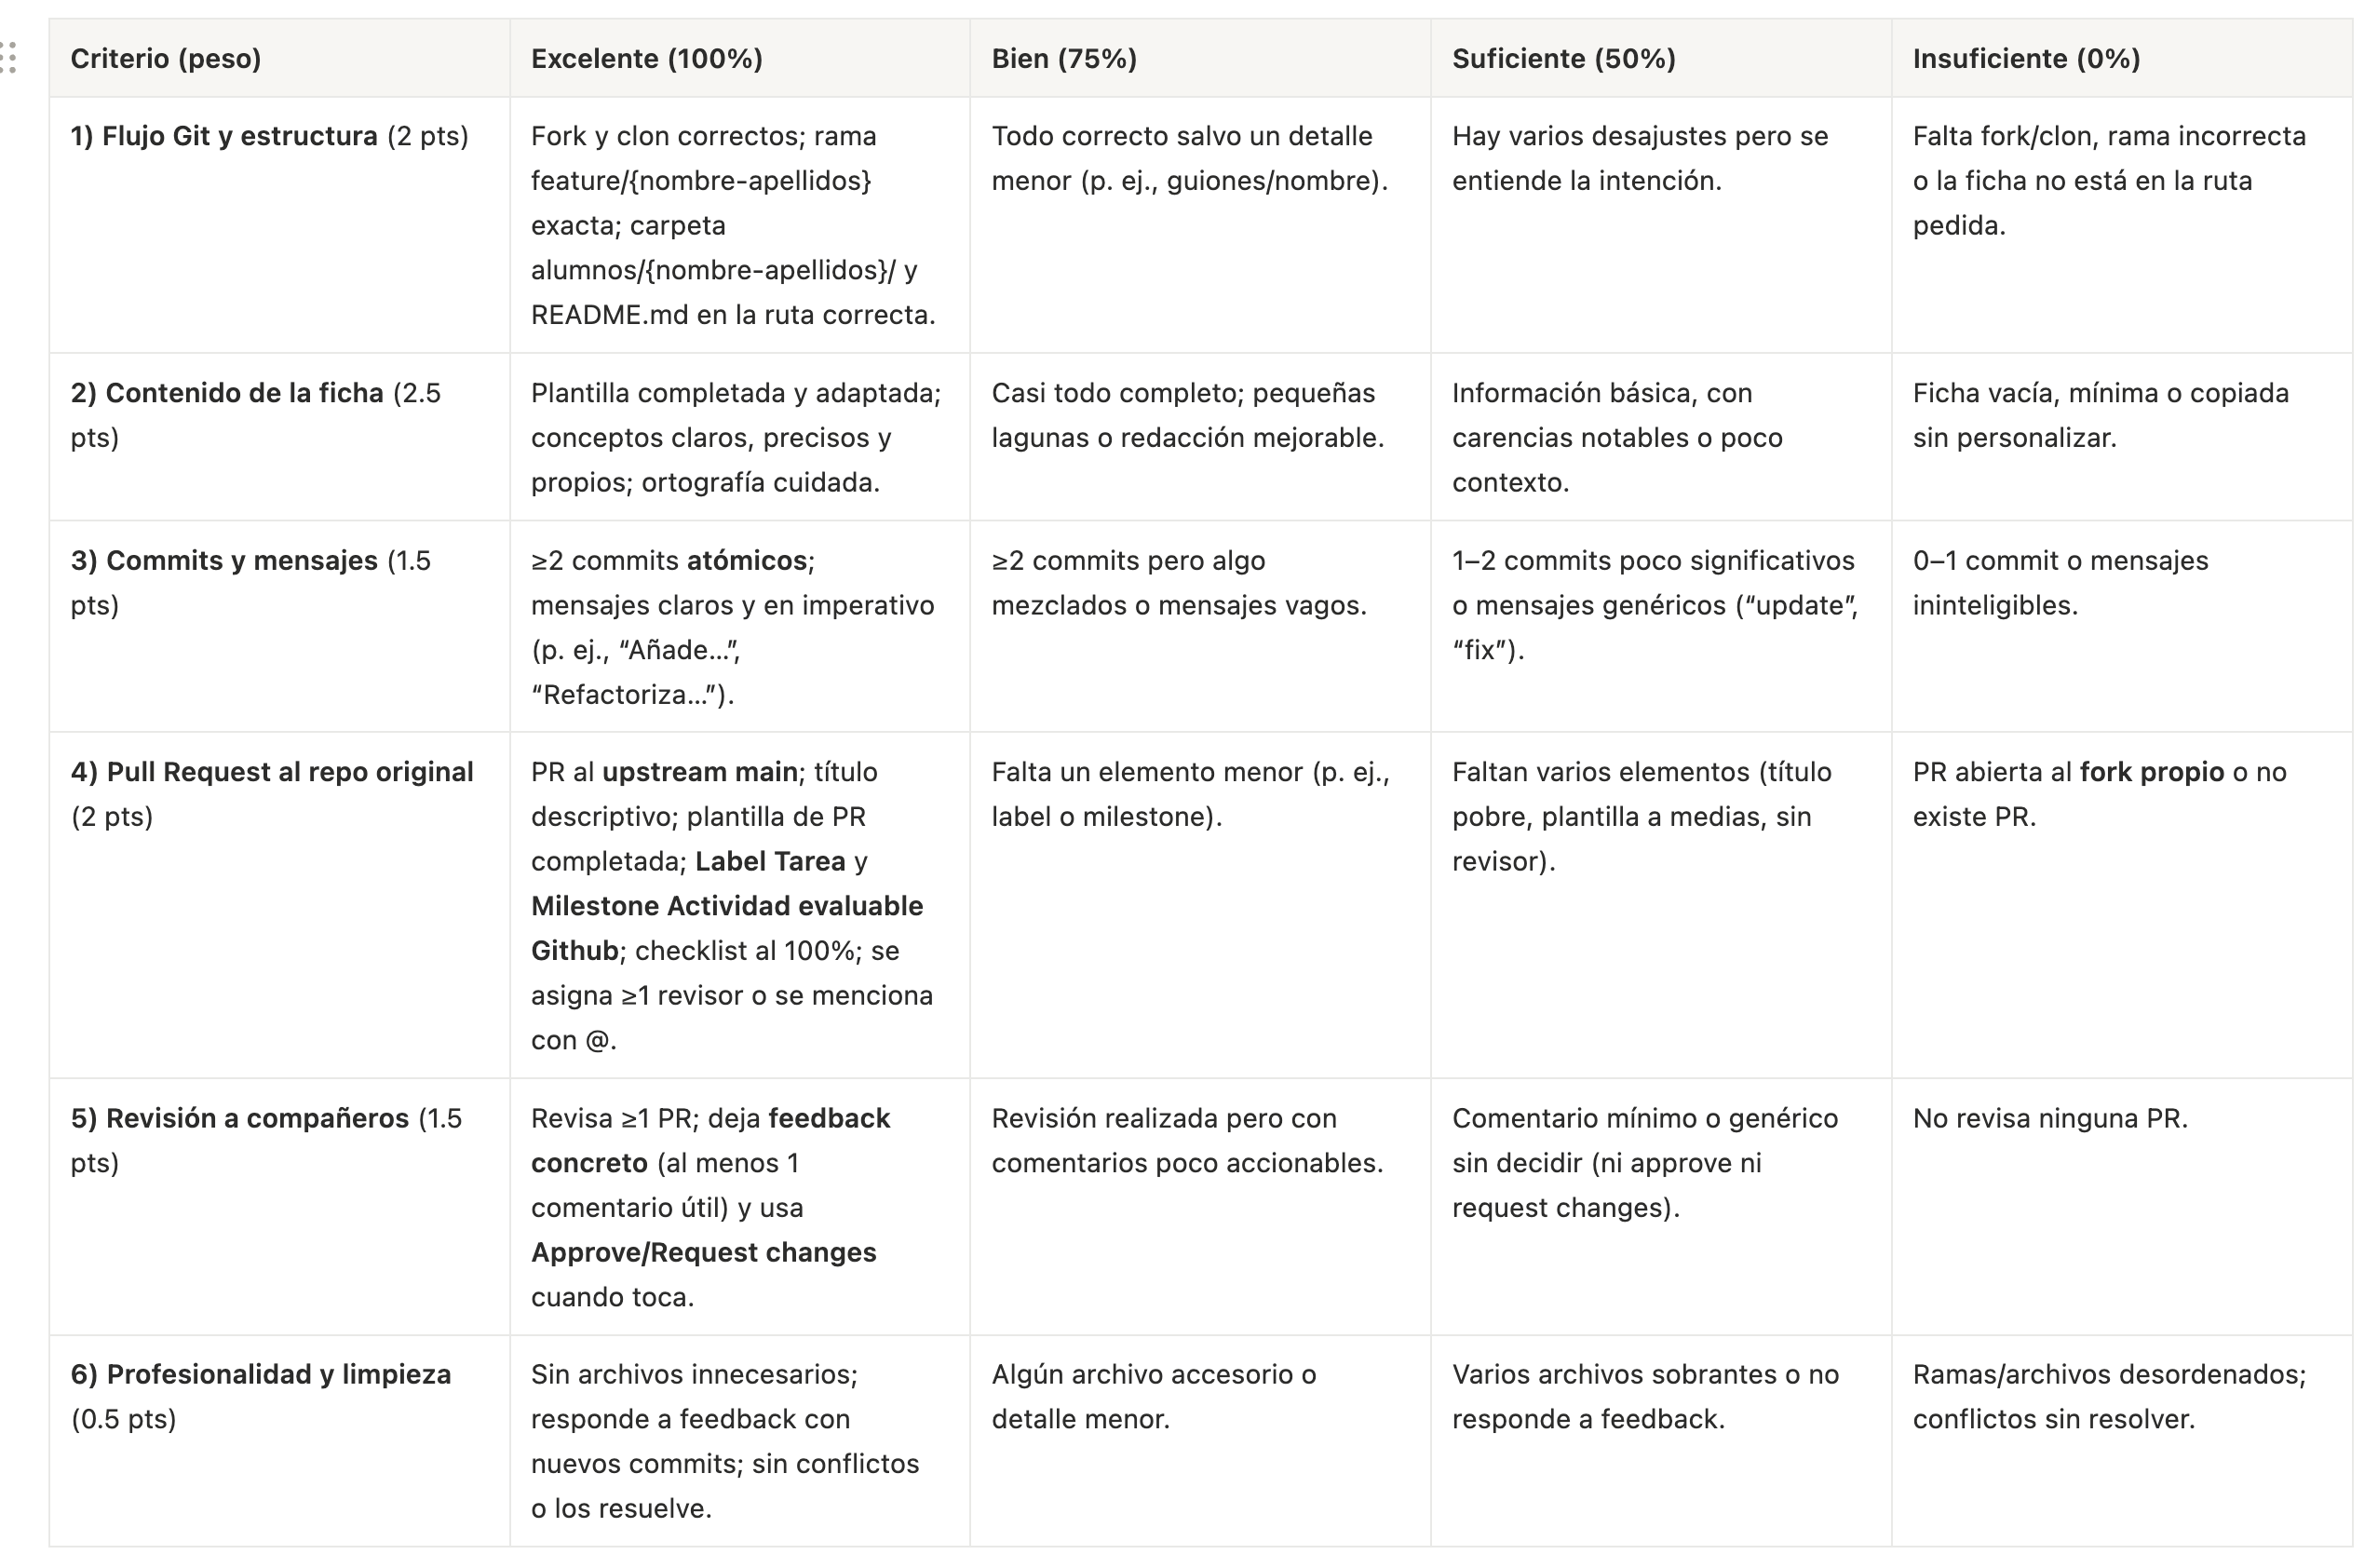 Criterio (peso)
Excelente (100%)
Bien (75%)
Suficiente (50%)
Insuficiente (0%)
1) Flujo Git y estructura (2 pts)
Fork y clon correctos; rama
feature/{nombre-apellidos}
exacta; carpeta
alumnos/{nombre-apellidos}/ y
README.md en la ruta correcta.
Todo correcto salvo un detalle
menor (p. ej., guiones/nombre).
Hay varios desajustes pero se
entiende la intención.
Falta fork/clon, rama incorrecta
o la ficha no está en la ruta
pedida.
2) Contenido de la ficha (2.5
pts)
Plantilla completada y adaptada;
conceptos claros, precisos y
propios; ortografía cuidada.
Casi todo completo; pequeñas
lagunas o redacción mejorable.
Información básica, con
carencias notables o poco
contexto.
Ficha vacía, mínima o copiada
sin personalizar.
3) Commits y mensajes (1.5
pts)
≥2 commits atómicos;
mensajes claros y en imperativo
(p. ej., “Añade…”,
“Refactoriza…”).
≥2 commits pero algo
mezclados o mensajes vagos.
1–2 commits poco significativos
o mensajes genéricos (“update”,
“fix”).
0–1 commit o mensajes
ininteligibles.
4) Pull Request al repo original
(2 pts)
PR al upstream main; título
descriptivo; plantilla de PR
completada; Label Tarea y
Milestone Actividad evaluable
Github; checklist al 100%; se
asigna ≥1 revisor o se menciona
con @.
Falta un elemento menor (p. ej.,
label o milestone).
Faltan varios elementos (título
pobre, plantilla a medias, sin
revisor).
PR abierta al fork propio o no
existe PR.
5) Revisión a compañeros (1.5
pts)
Revisa ≥1 PR; deja feedback
concreto (al menos 1
comentario útil) y usa
Approve/Request changes
cuando toca.
Revisión realizada pero con
comentarios poco accionables.
Comentario mínimo o genérico
sin decidir (ni approve ni
request changes).
No revisa ninguna PR.
6) Profesionalidad y limpieza
(0.5 pts)
Sin archivos innecesarios;
responde a feedback con
nuevos commits; sin conflictos
o los resuelve.
Algún archivo accesorio o
detalle menor.
Varios archivos sobrantes o no
responde a feedback.
Ramas/archivos desordenados;
conflictos sin resolver.